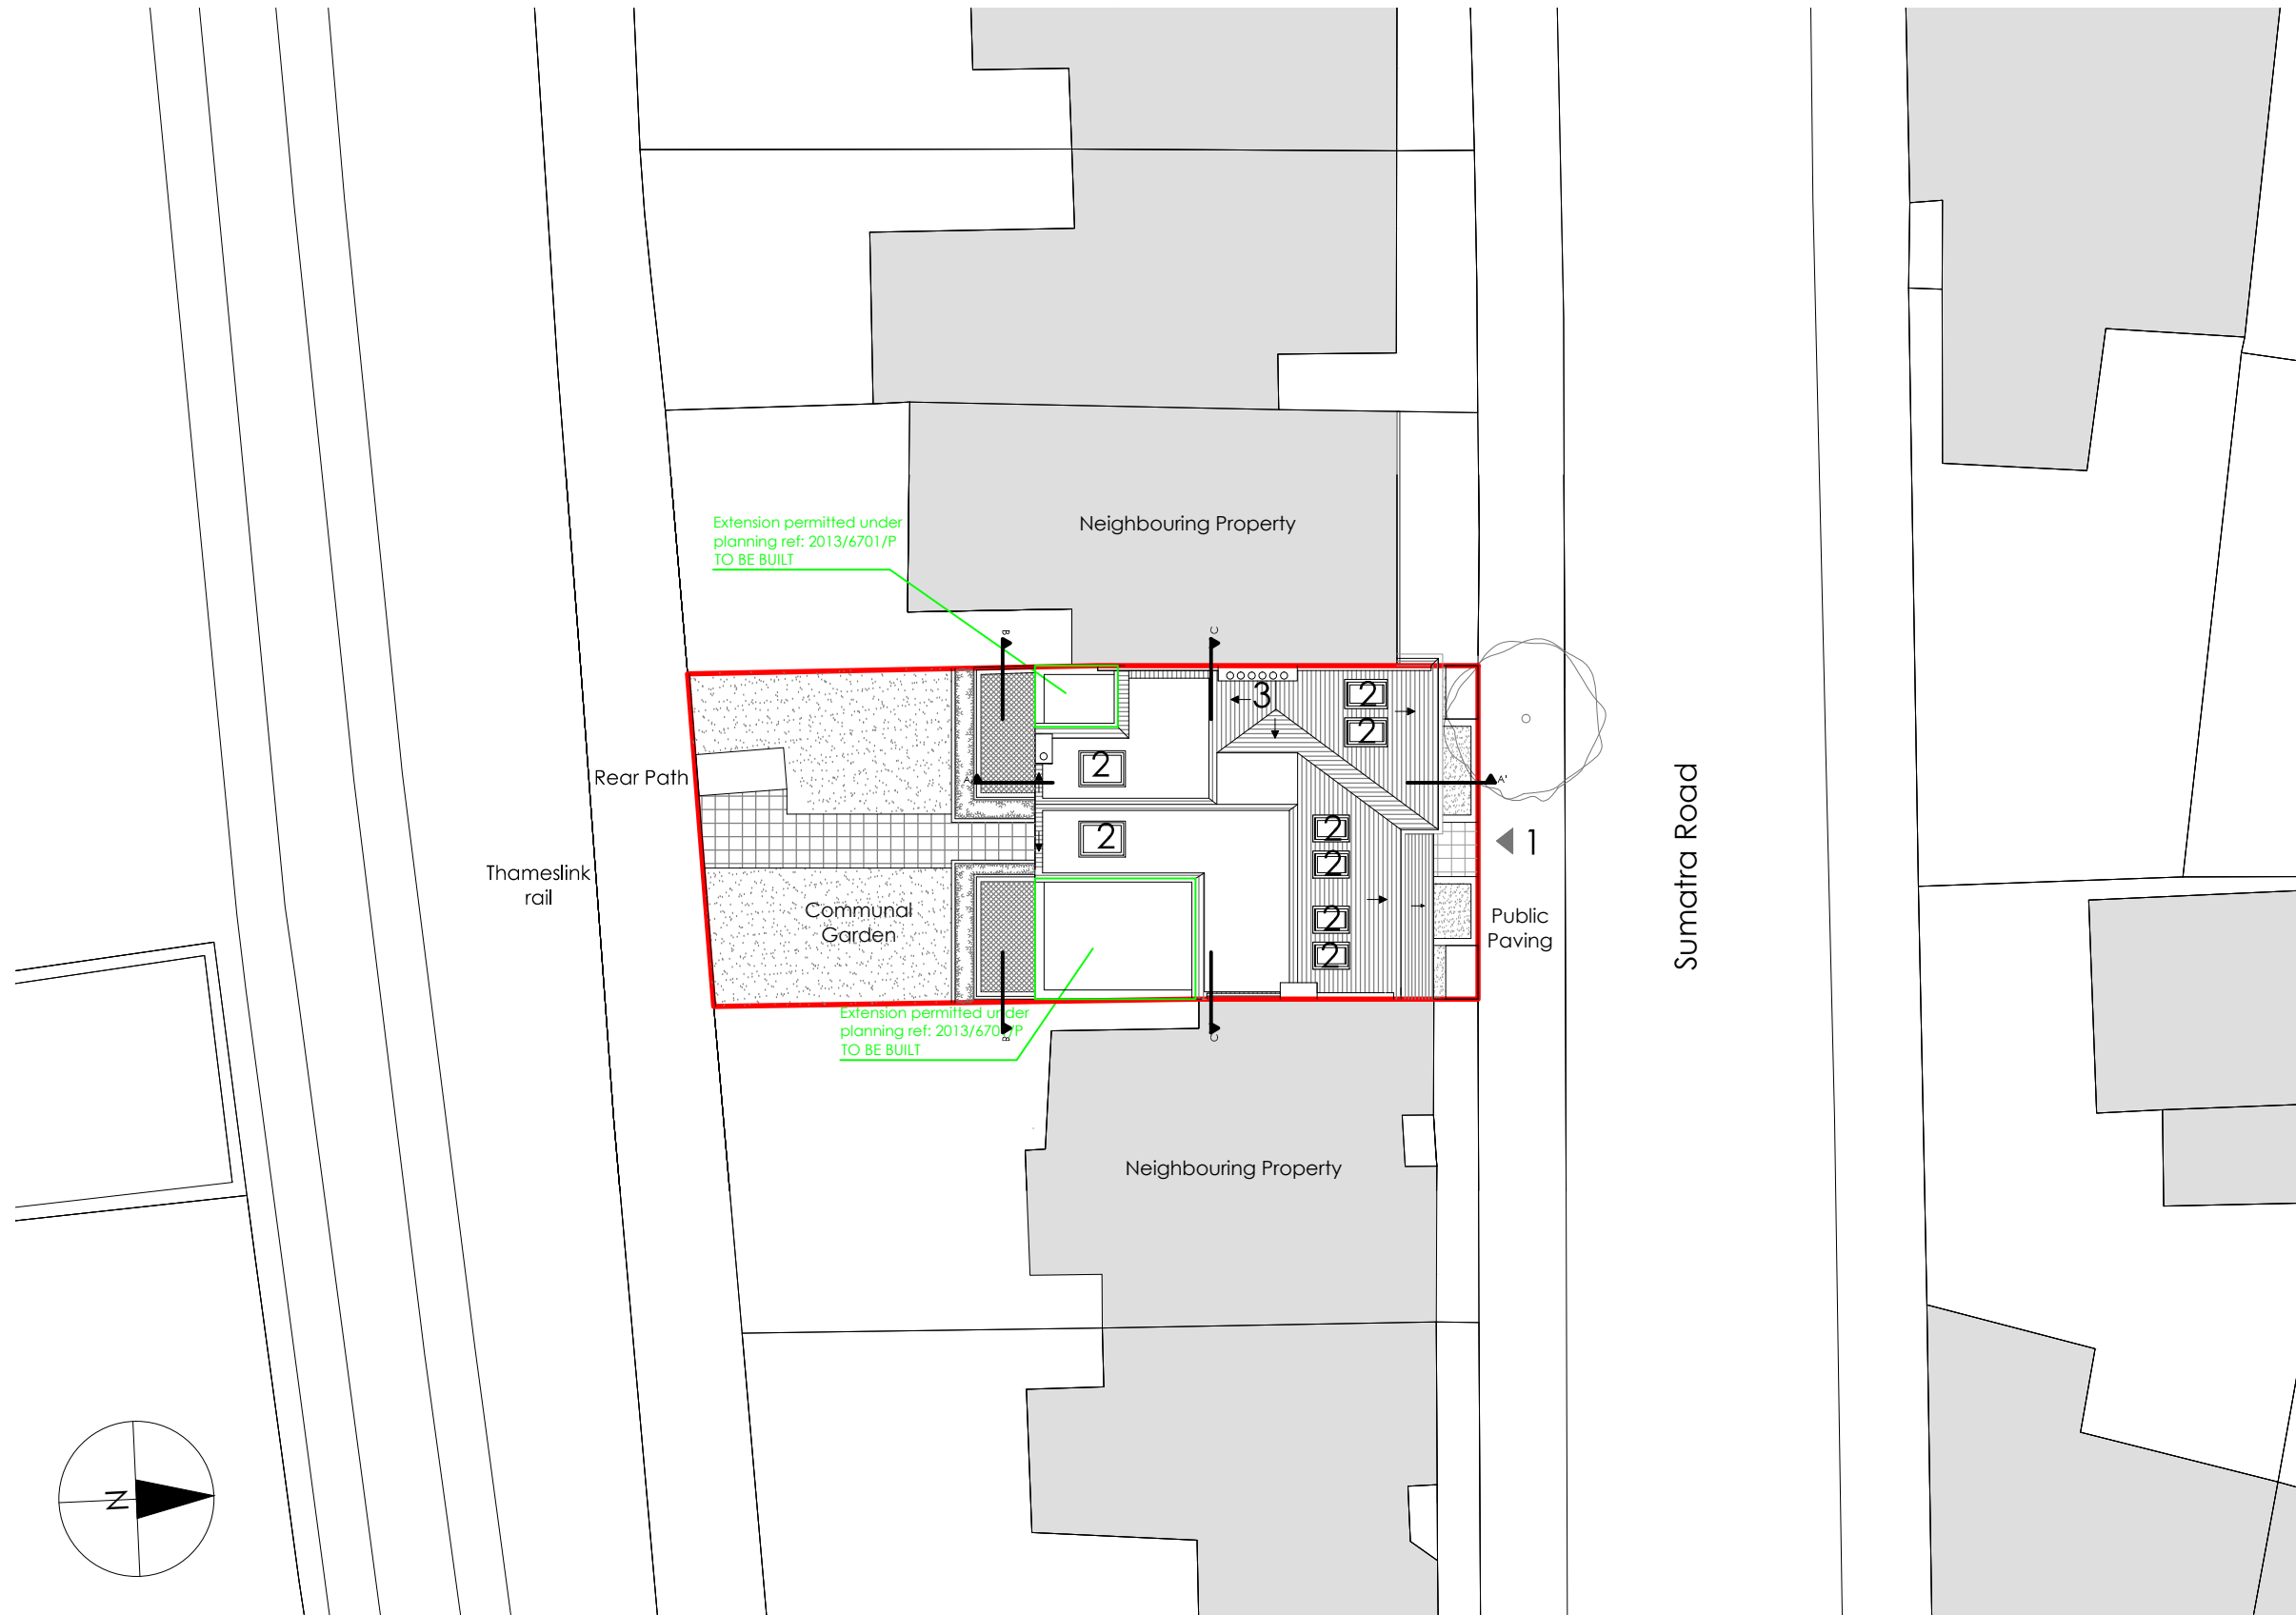 Extension permitted under
planning ref: 2013/6701/P
TO BE BUILT
Neighbouring Property
B
C
3
2
2
2
Rear Path
A
A'
2
2
2
1
Thameslink
rail
Communal
Garden
2
2
Public
Paving
Sumatra Road
Extension permitted under
planning ref: 2013/6701/P
TO BE BUILT
B'
C'
Neighbouring Property
N